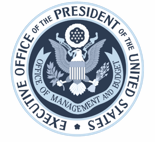 EXECUTIVE OFFICE OF THE PRESIDENT OF THE UNITED STATES
OFFICE OF MANAGEMENT AND BUDGET